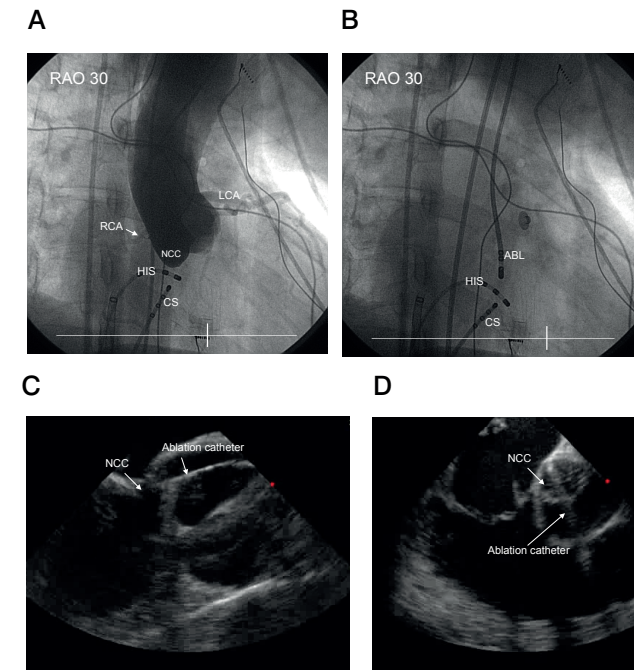 A
B
RAO 30
RAO 30
LCA
RCA
NCC
HIS
CS
ABL
HIS
CS
C
D
Ablation catheter
NCC
NCC
Ablation catheter